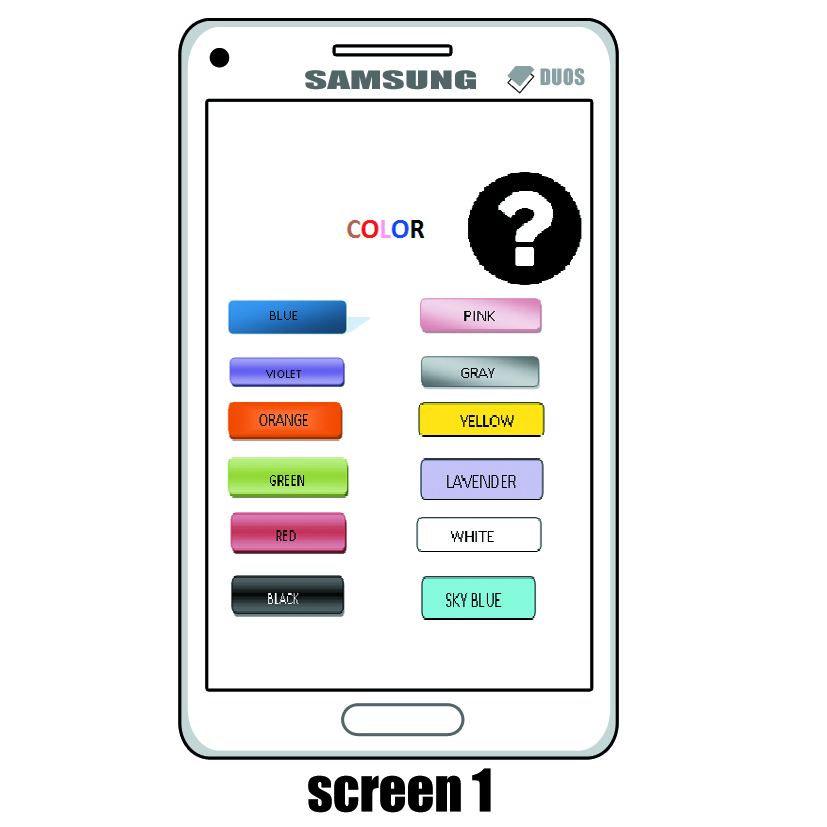 SAMSUNG DUOS
COLOR ?
BLUE PINK
VIOLET GRAY
ORANGE YELLOW
GREEN LAVENDER
RED WHITE
BLACK SKY BLUE
screen 1